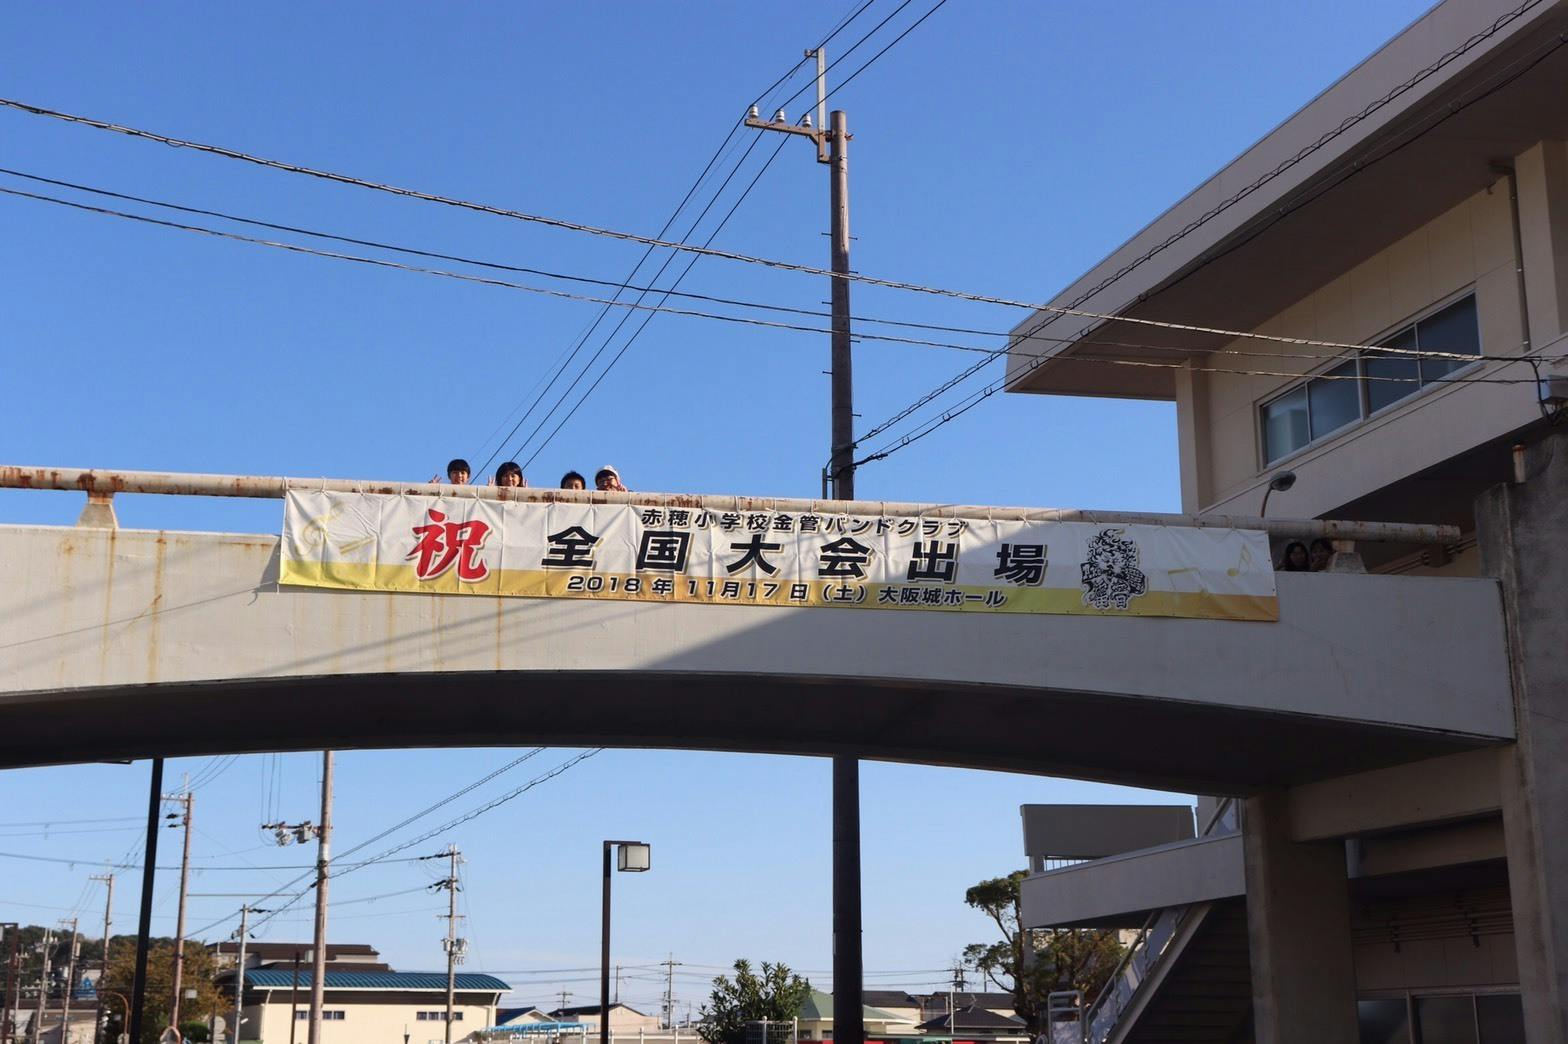 赤穂小学校金管バンドクラブ
祝 全国大会出場
2018年11月17日(土) 大阪城ホール